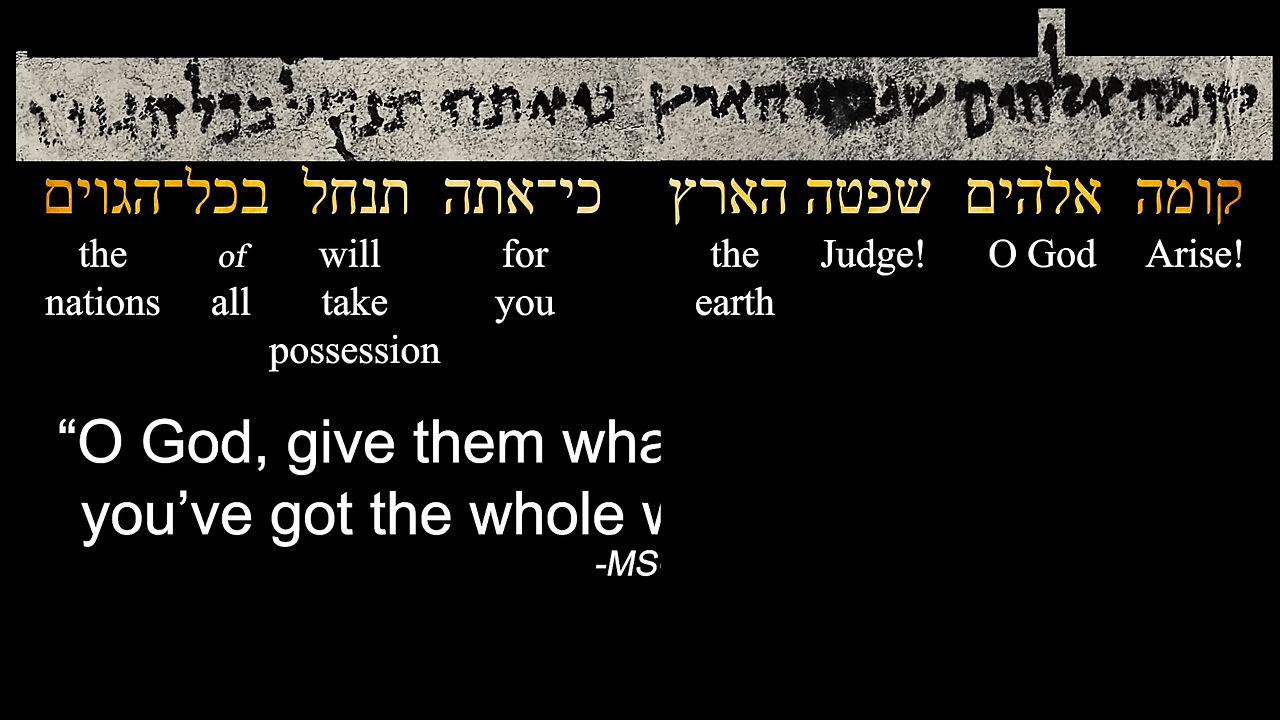 קומה אלהים שפטה הארץ כי־אתה תנחל בכל־הגוים
the of will for the Judge! O God Arise!
nations all take you earth
possession
“O God, give them wha
you’ve got the whole
-MS